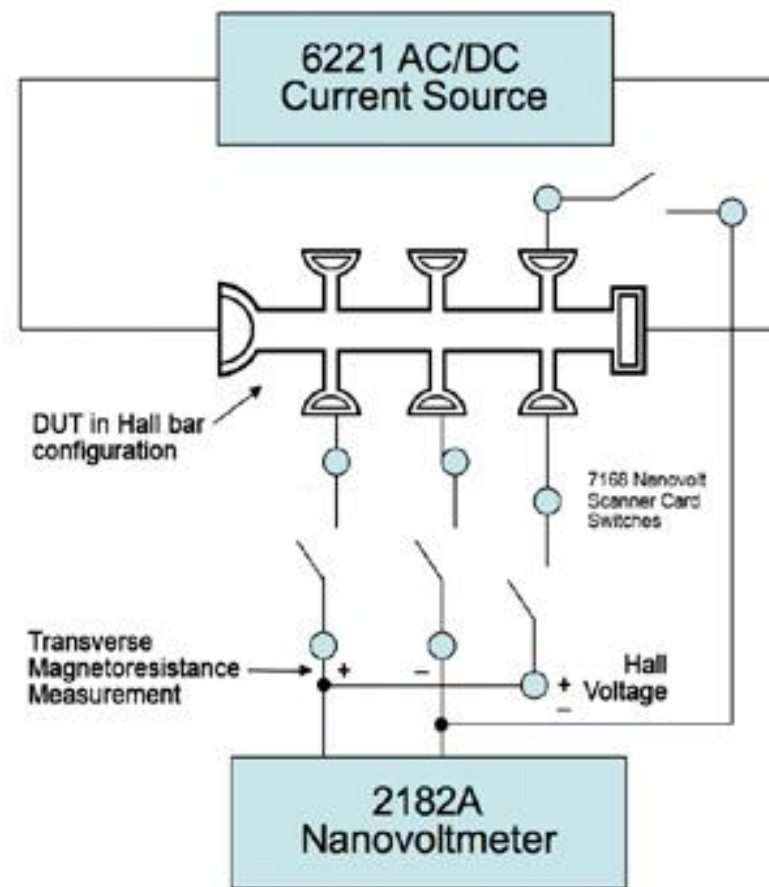 6221 AC/DC
Current Source
DUT in Hall bar
configuration
7168 Nanovolt
Scanner Card
Switches
Transverse
Magnetoresistance
Measurement
+
–
+
–
Hall
Voltage
2182A
Nanovoltmeter